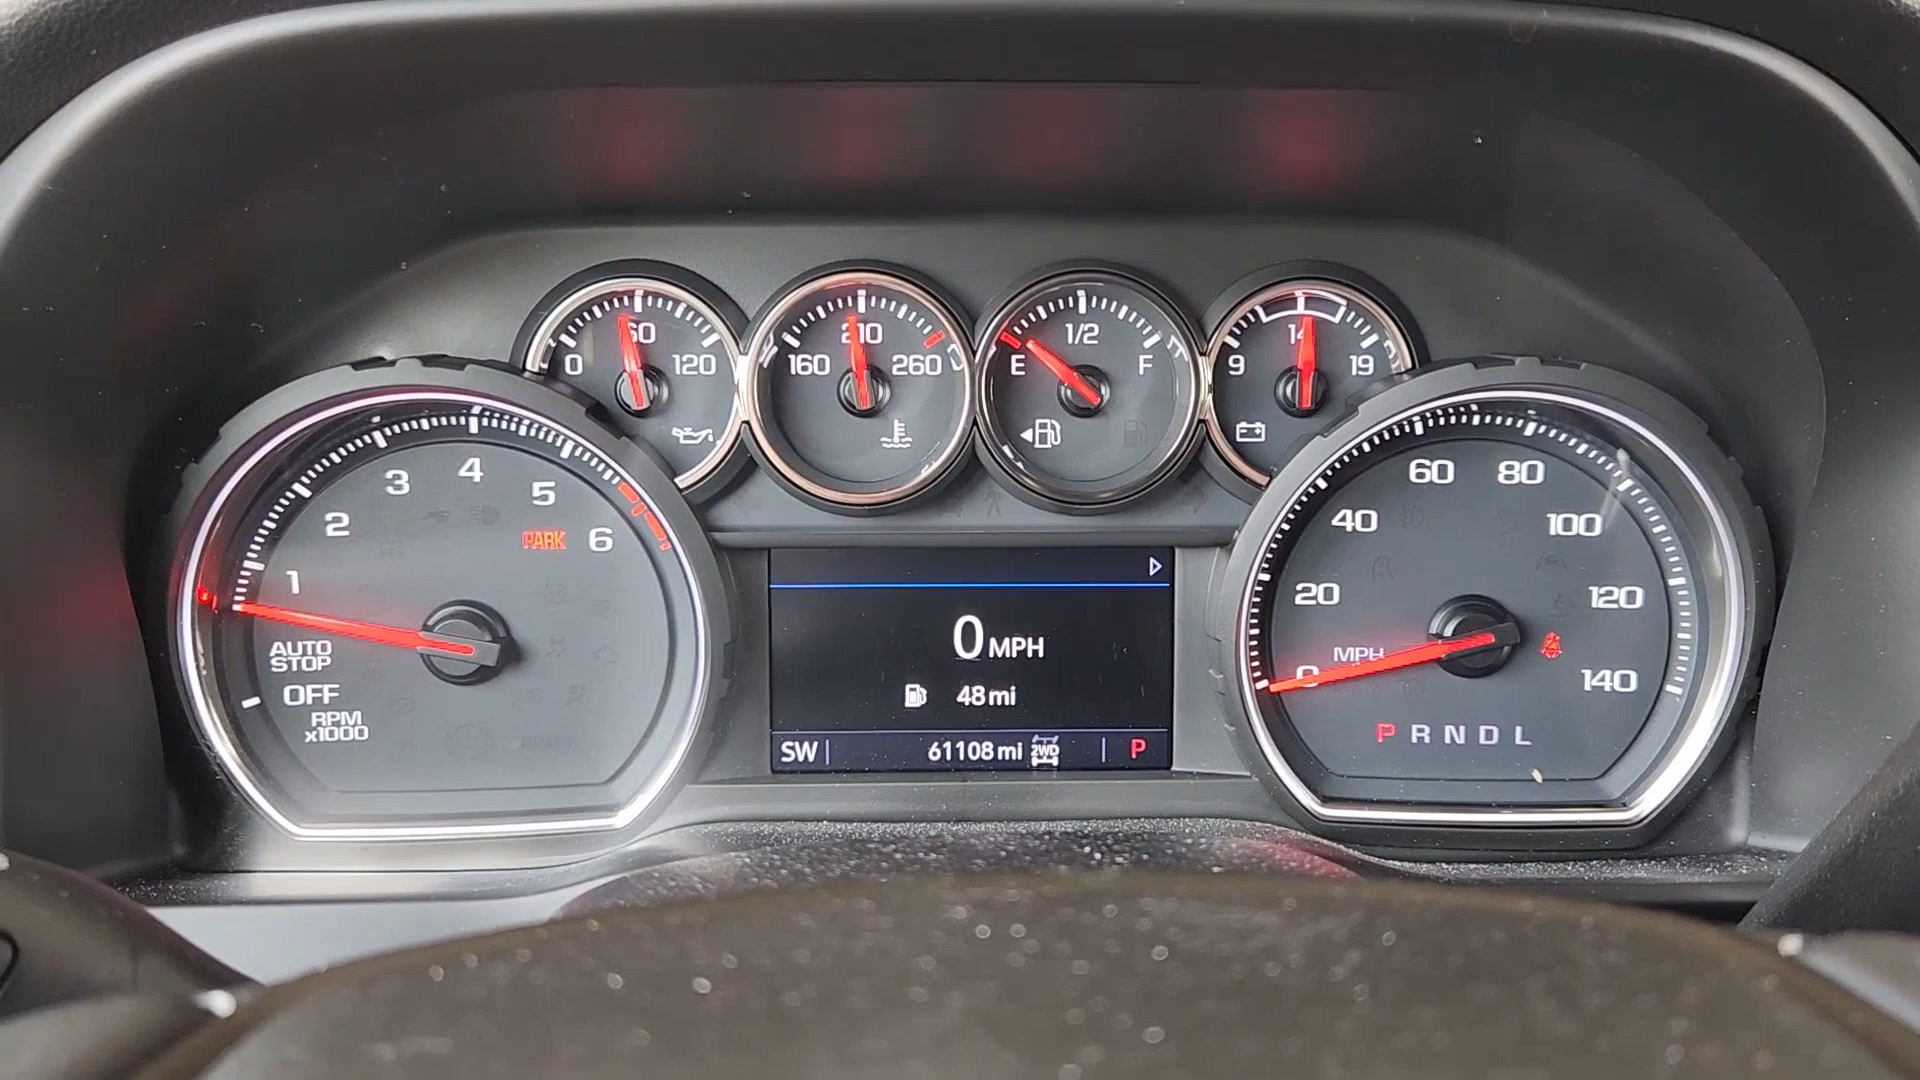 0 60 120
160 210 260
E 1/2 F
9 14 19
1 2 3 4 5 6
PARK
AUTO
STOP
OFF
RPM
x1000
0 MPH
48 mi
SW 61108 mi 2WD P
0 20 40 60 80 100 120 140
MPH
P R N D L